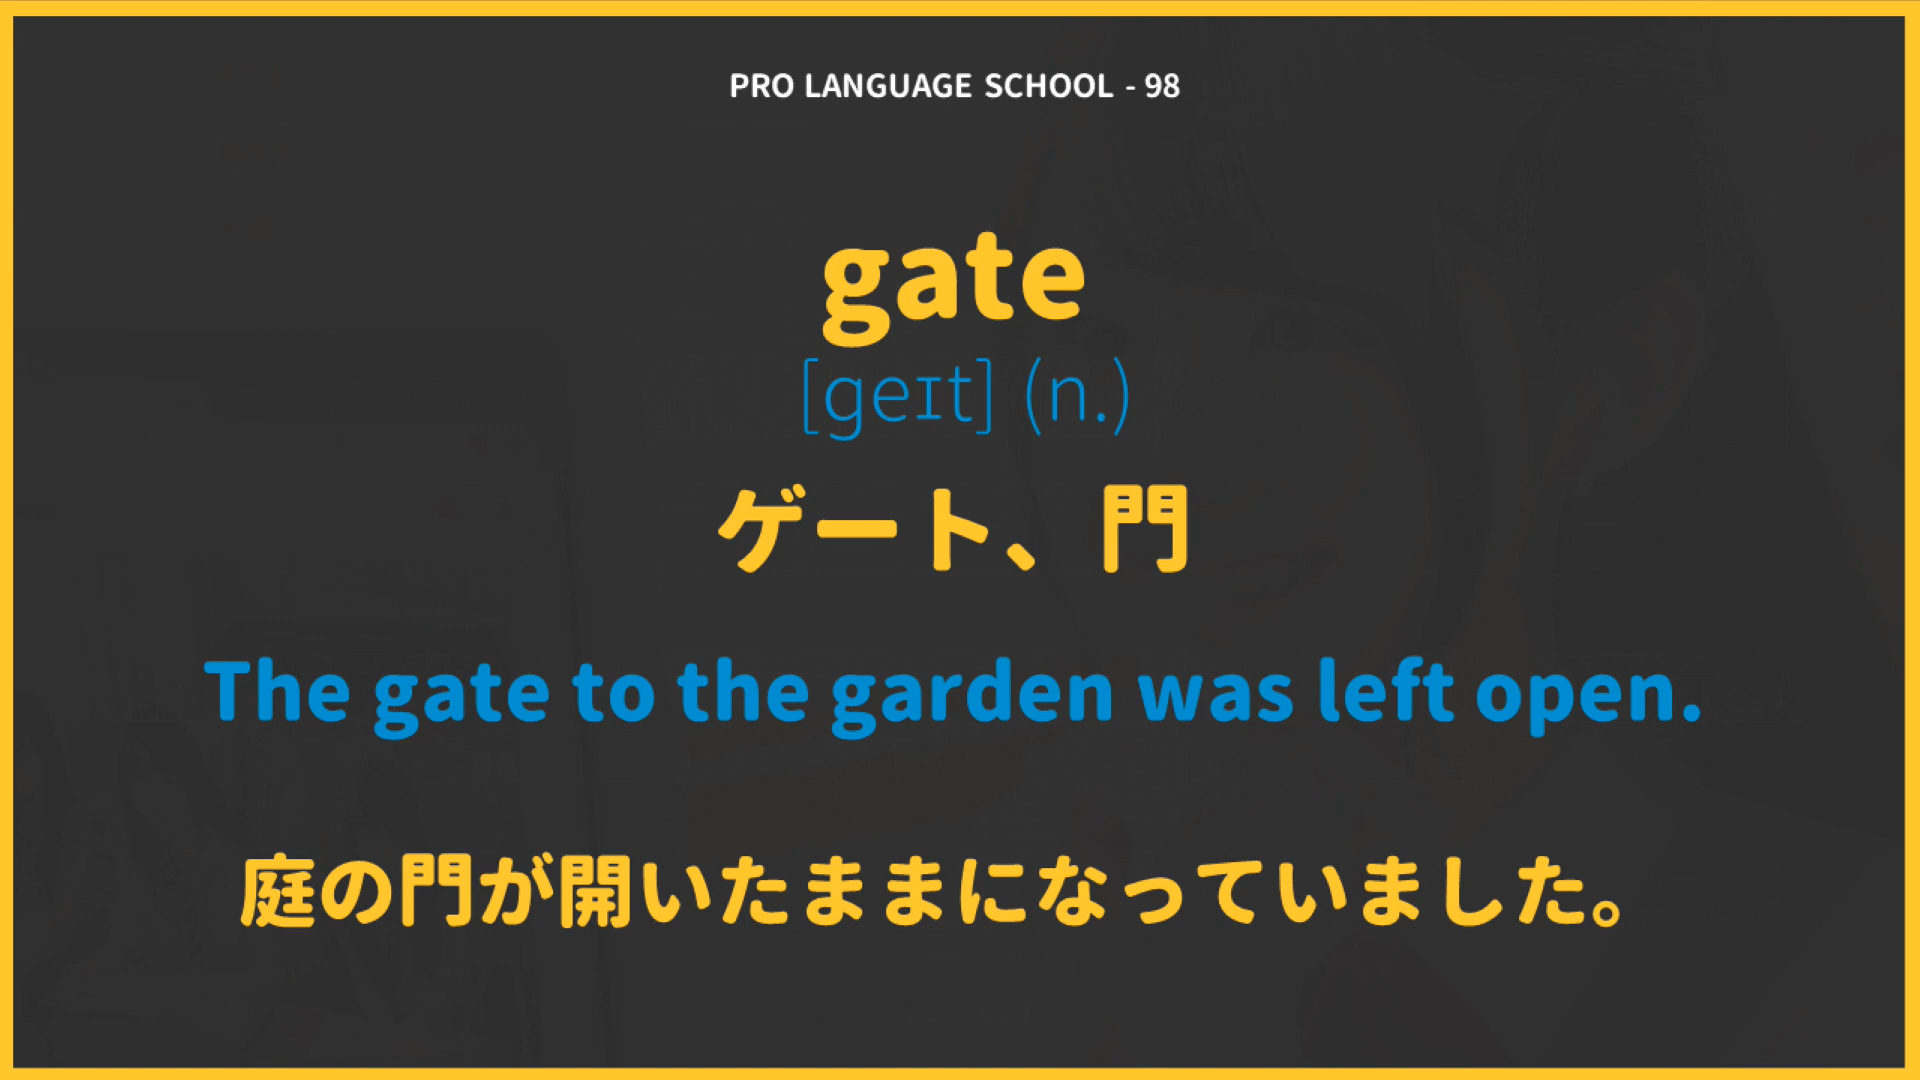 PRO LANGUAGE SCHOOL - 98
gate
[geɪt] (n.)
ゲート、門
The gate to the garden was left open.
庭の門が開いたままになっていました。